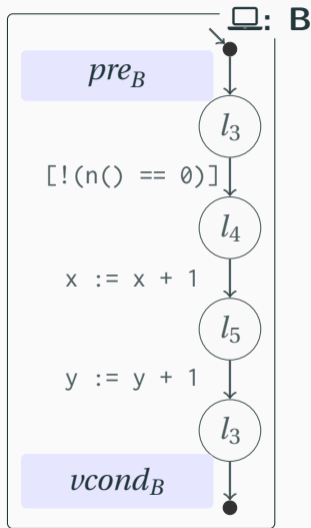 : B
pre_B
l_3
[!(n() == 0)]
l_4
x := x + 1
l_5
y := y + 1
l_3
vcond_B